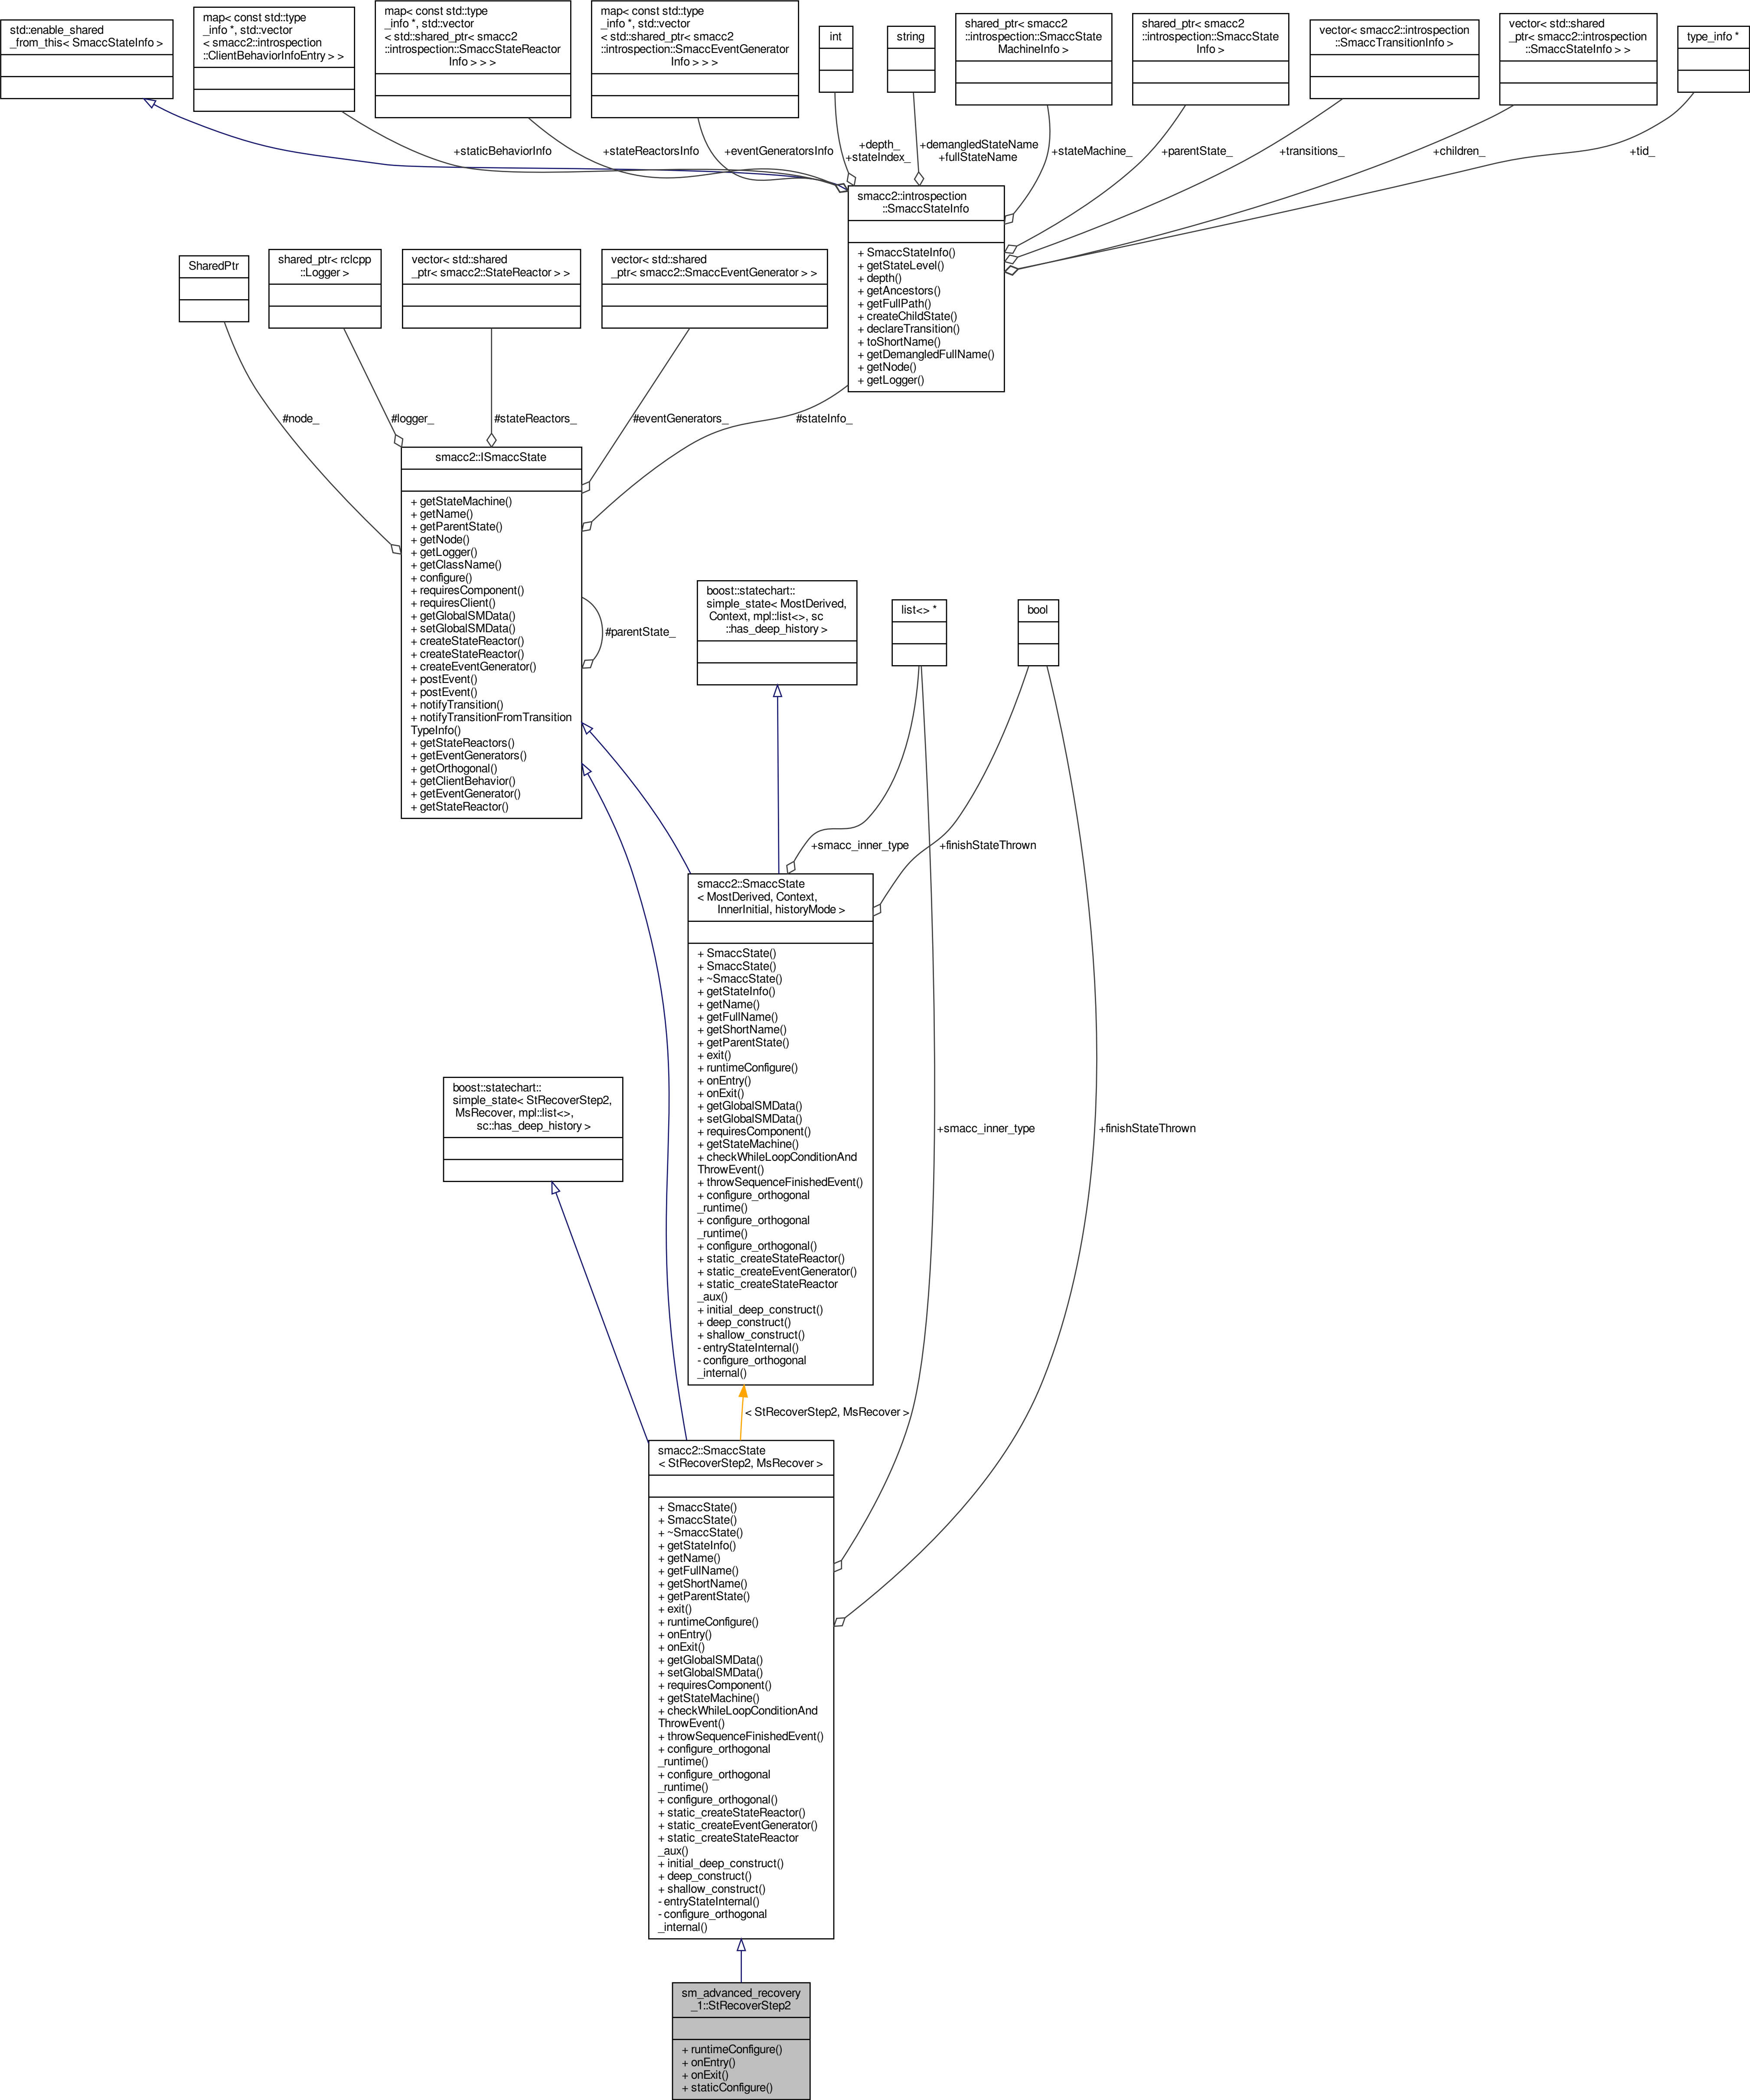 std::enable_shared
_from_this< SmaccStateInfo >
map< const std::type
_info *, std::vector
< smacc2::introspection
::ClientBehaviorInfoEntry > >
map< const std::type
_info *, std::vector
< std::shared_ptr< smacc2
::introspection::SmaccStateReactor
Info > > >
map< const std::type
_info *, std::vector
< std::shared_ptr< smacc2
::introspection::SmaccEventGenerator
Info > > >
int
string
shared_ptr< smacc2
::introspection::SmaccState
MachineInfo >
shared_ptr< smacc2
::introspection::SmaccState
Info >
vector< smacc2::introspection
::SmaccTransitionInfo >
vector< std::shared
_ptr< smacc2::introspection
::SmaccStateInfo > >
type_info *
+staticBehaviorInfo
+stateReactorsInfo
+eventGeneratorsInfo
+depth_
+stateIndex_
+demangledStateName
+fullStateName
+stateMachine_
+parentState_
+transitions_
+children_
+tid_
smacc2::introspection
::SmaccStateInfo
+ SmaccStateInfo()
+ getStateLevel()
+ depth()
+ getAncestors()
+ getFullPath()
+ createChildState()
+ declareTransition()
+ toShortName()
+ getDemangledFullName()
+ getNode()
+ getLogger()
SharedPtr
shared_ptr< rclcpp
::Logger >
vector< std::shared
_ptr< smacc2::StateReactor > >
vector< std::shared
_ptr< smacc2::SmaccEventGenerator > >
#node_
#logger_
#stateReactors_
#eventGenerators_
#stateInfo_
smacc2::ISmaccState
+ getStateMachine()
+ getName()
+ getParentState()
+ getNode()
+ getLogger()
+ getClassName()
+ configure()
+ requiresComponent()
+ requiresClient()
+ getGlobalSMData()
+ setGlobalSMData()
+ createStateReactor()
+ createStateReactor()
+ createEventGenerator()
+ postEvent()
+ postEvent()
+ notifyTransition()
+ notifyTransitionFromTransition
TypeInfo()
+ getStateReactors()
+ getEventGenerators()
+ getOrthogonal()
+ getClientBehavior()
+ getEventGenerator()
+ getStateReactor()
#parentState_
boost::statechart::
simple_state< MostDerived,
Context, mpl::list<>, sc
::has_deep_history >
list<> *
bool
+smacc_inner_type
+finishStateThrown
smacc2::SmaccState
< MostDerived, Context,
InnerInitial, historyMode >
+ SmaccState()
+ SmaccState()
+ ~SmaccState()
+ getStateInfo()
+ getName()
+ getFullName()
+ getShortName()
+ getParentState()
+ exit()
+ runtimeConfigure()
+ onEntry()
+ onExit()
+ getGlobalSMData()
+ setGlobalSMData()
+ requiresComponent()
+ getStateMachine()
+ checkWhileLoopConditionAnd
ThrowEvent()
+ throwSequenceFinishedEvent()
+ configure_orthogonal
_runtime()
+ configure_orthogonal
_runtime()
+ configure_orthogonal()
+ static_createStateReactor()
+ static_createEventGenerator()
+ static_createStateReactor
_aux()
+ initial_deep_construct()
+ deep_construct()
+ shallow_construct()
- entryStateInternal()
- configure_orthogonal
_internal()
boost::statechart::
simple_state< StRecoverStep2,
MsRecover, mpl::list<>,
sc::has_deep_history >
+smacc_inner_type
+finishStateThrown
< StRecoverStep2, MsRecover >
smacc2::SmaccState
< StRecoverStep2, MsRecover >
+ SmaccState()
+ SmaccState()
+ ~SmaccState()
+ getStateInfo()
+ getName()
+ getFullName()
+ getShortName()
+ getParentState()
+ exit()
+ runtimeConfigure()
+ onEntry()
+ onExit()
+ getGlobalSMData()
+ setGlobalSMData()
+ requiresComponent()
+ getStateMachine()
+ checkWhileLoopConditionAnd
ThrowEvent()
+ throwSequenceFinishedEvent()
+ configure_orthogonal
_runtime()
+ configure_orthogonal
_runtime()
+ configure_orthogonal()
+ static_createStateReactor()
+ static_createEventGenerator()
+ static_createStateReactor
_aux()
+ initial_deep_construct()
+ deep_construct()
+ shallow_construct()
- entryStateInternal()
- configure_orthogonal
_internal()
sm_advanced_recovery
_1::StRecoverStep2
+ runtimeConfigure()
+ onEntry()
+ onExit()
+ staticConfigure()